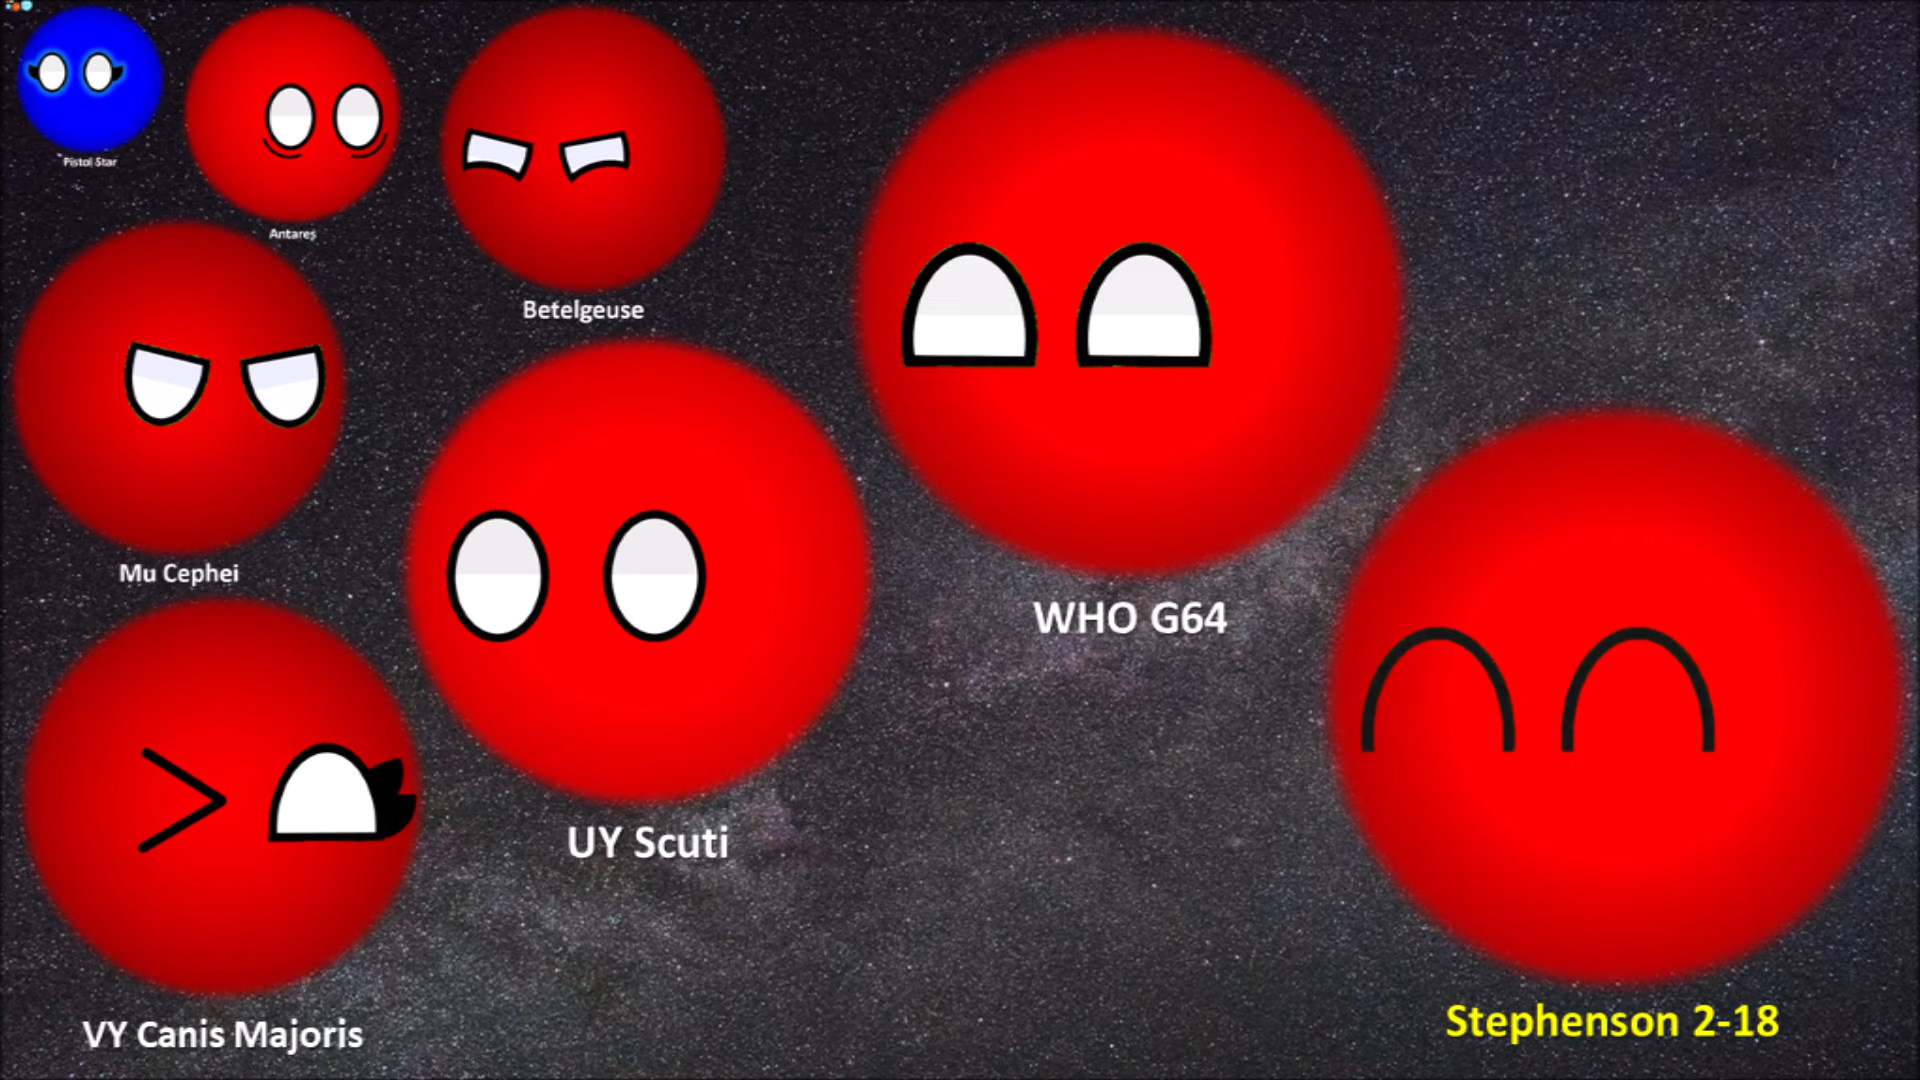 Pistol Star
Antares
Betelgeuse
Mu Cephei
WHO G64
UY Scuti
VY Canis Majoris
Stephenson 2-18